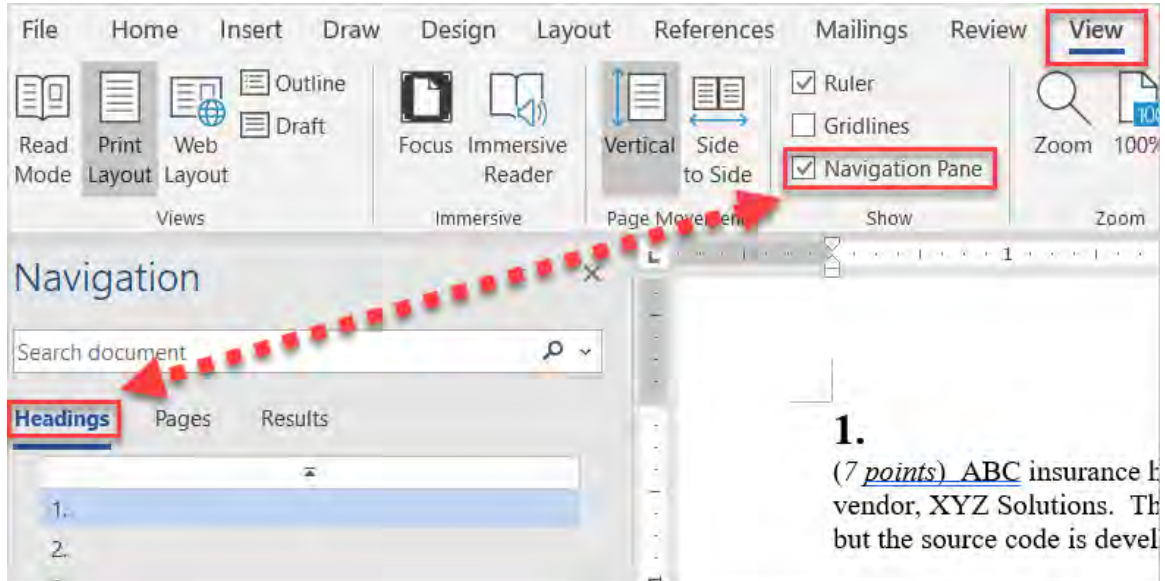 File Home Insert Draw Design Layout References Mailings Review View
Outline
Ruler
Draft
Gridlines
Read Print Web Focus Immersive Vertical Side Zoom 100%
Navigation Pane
Mode Layout Layout Reader to Side
Views Immersive Page Movement Show Zoom
Navigation
1
Search document
Headings Pages Results
1.
(7 points) ABC insurance h
1.
vendor, XYZ Solutions. Th
2.
but the source code is devel